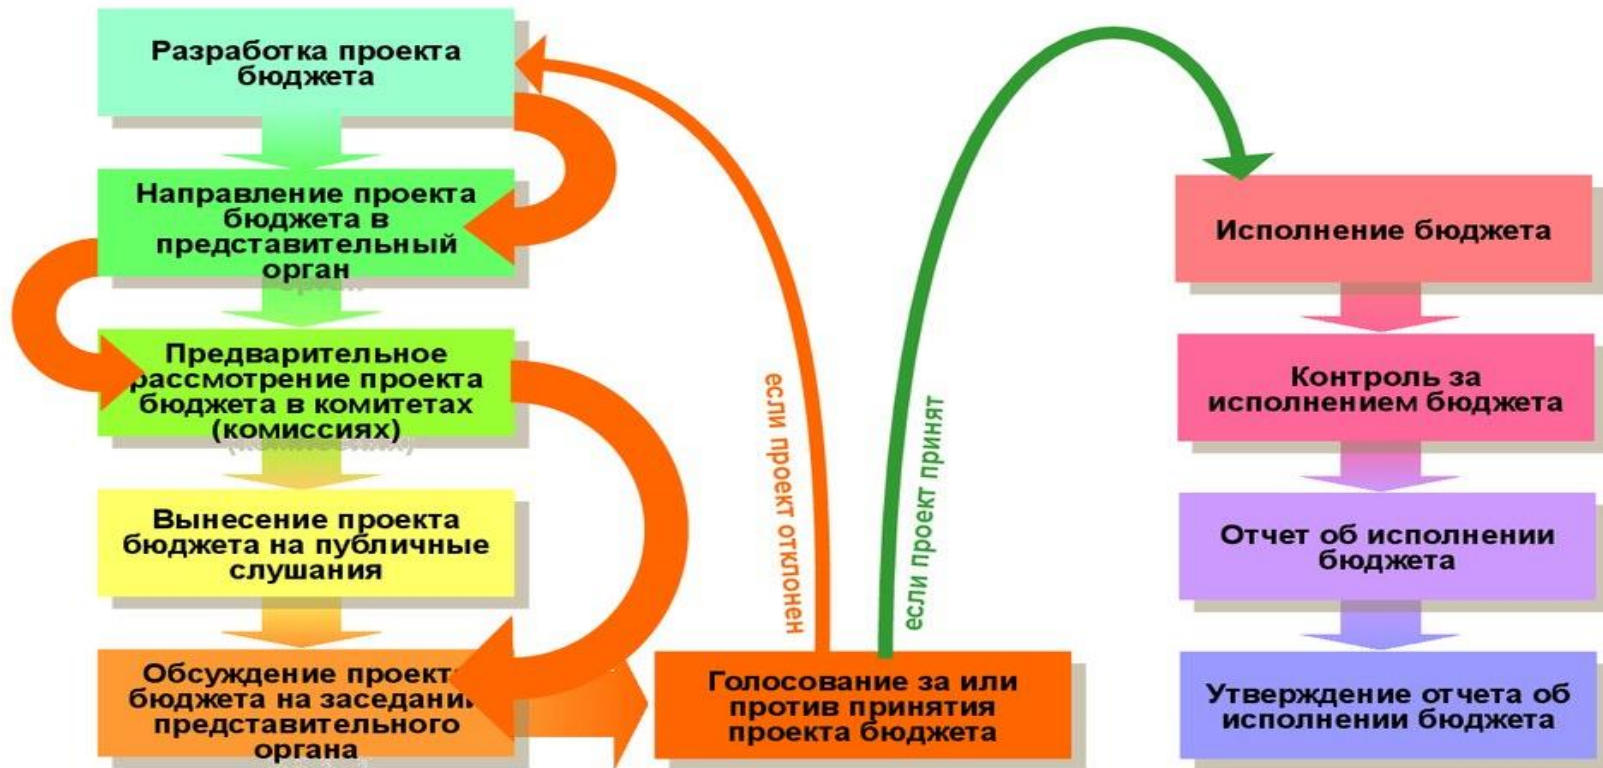 Разработка проекта
бюджета
Направление проекта
бюджета в
представительный
орган
Предварительное
рассмотрение проекта
бюджета в комитетах
(комиссиях)
Вынесение проекта
бюджета на публичные
слушания
Обсуждение проекта
бюджета на заседании
представительного
органа
если проект отклонен
если проект принят
Голосование за или
против принятия
проекта бюджета
Исполнение бюджета
Контроль за
исполнением бюджета
Отчет об исполнении
бюджета
Утверждение отчета об
исполнении бюджета